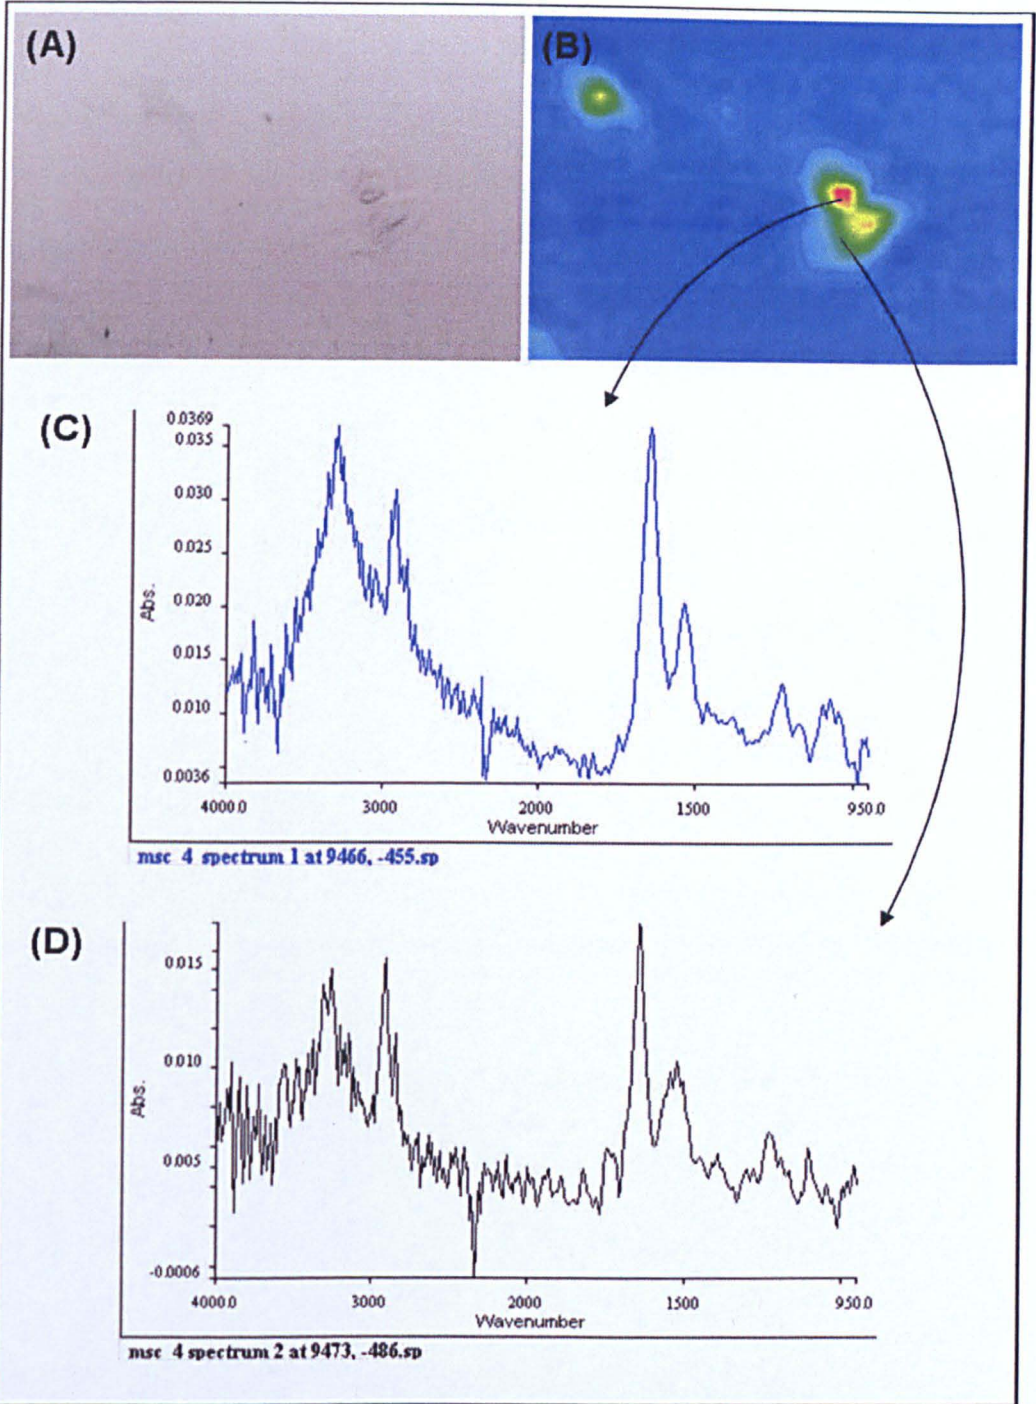 (A)
(B)
(C)
0.0369
0.035
0.030
0.025
0.020
0.015
0.010
0.0036
Abs.
4000.0
3000
2000
1500
950.0
Wavenumber
msc 4 spectrum 1 at 9466, -455.sp
(D)
0.015
0.010
0.005
-0.0006
Abs.
4000.0
3000
2000
1500
950.0
Wavenumber
msc 4 spectrum 2 at 9473, -486.sp